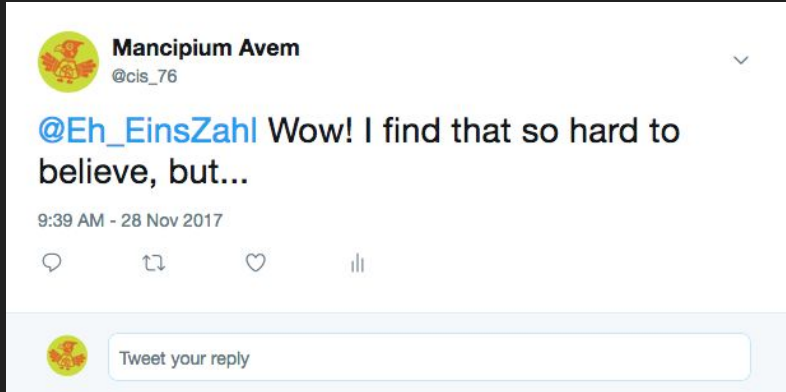 Mancipium Avem
@cis_76
@Eh_EinsZahl Wow! I find that so hard to
believe, but...
9:39 AM - 28 Nov 2017
Tweet your reply